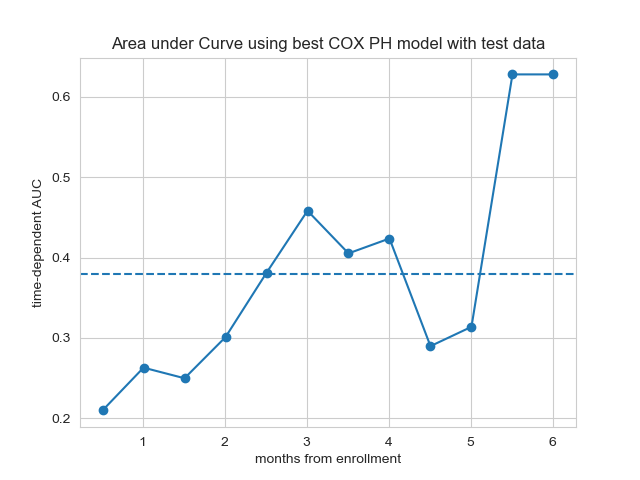 Area under Curve using best COX PH model with test data
time-dependent AUC
0.6
0.5
0.4
0.3
0.2
1 2 3 4 5 6
months from enrollment